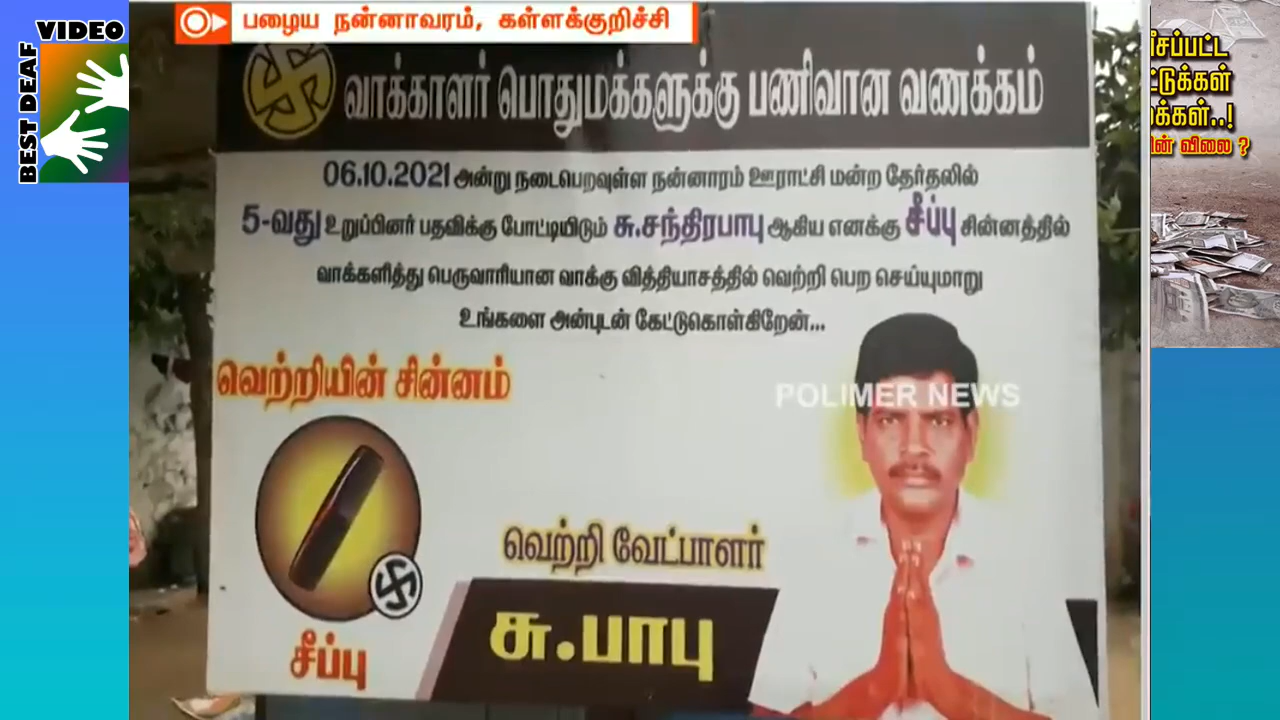 BEST DEAF VIDEO
பழைய நன்னாவரம், கள்ளக்குறிச்சி
வாக்காளர் பொதுமக்களுக்கு பணிவான வணக்கம்
06.10.2021 அன்று நடைபெறவுள்ள நன்னாரம் ஊராட்சி மன்ற தேர்தலில்
5-வது உறுப்பினர் பதவிக்கு போட்டியிடும் சு.சந்திரபாபு ஆகிய எனக்கு சீப்பு சின்னத்தில்
வாக்களித்து பெருவாரியான வாக்கு வித்தியாசத்தில் வெற்றி பெற செய்யுமாறு
உங்களை அன்புடன் கேட்டுகொள்கிறேன்...
வெற்றியின் சின்னம்
POLIMER NEWS
வெற்றி வேட்பாளர்
சு.பாபு
சீப்பு
விலை ?